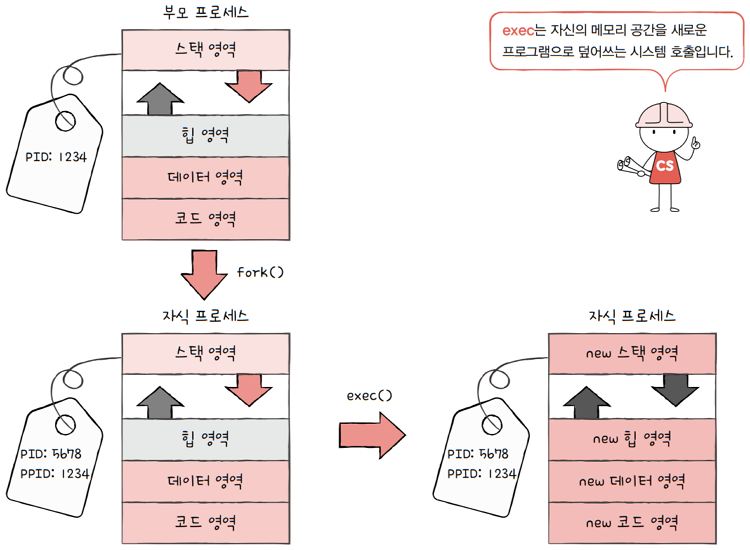 부모 프로세스
스택 영역
힙 영역
데이터 영역
코드 영역
PID: 1234
exec는 자신의 메모리 공간을 새로운
프로그램으로 덮어쓰는 시스템 호출입니다.
CS
fork()
자식 프로세스
스택 영역
힙 영역
데이터 영역
코드 영역
PID: 5678
PPID: 1234
exec()
자식 프로세스
new 스택 영역
new 힙 영역
new 데이터 영역
new 코드 영역
PID: 5678
PPID: 1234